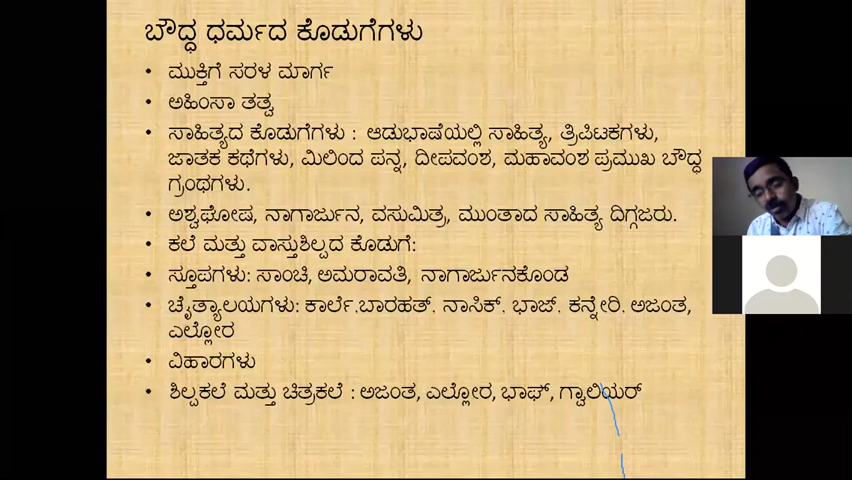 ಬೌದ್ಧ ಧರ್ಮದ ಕೊಡುಗೆಗಳು
• ಮುಕ್ತಿಗೆ ಸರಳ ಮಾರ್ಗ
• ಅಹಿಂಸಾ ತತ್ವ
• ಸಾಹಿತ್ಯದ ಕೊಡುಗೆಗಳು : ಆಡುಭಾಷೆಯಲ್ಲಿ ಸಾಹಿತ್ಯ, ತ್ರಿಪಿಟಕಗಳು,
ಜಾತಕ ಕಥೆಗಳು, ಮಿಲಿಂದ ಪನ್ನ, ದೀಪವಂಶ, ಮಹಾವಂಶ ಪ್ರಮುಖ ಬೌದ್ಧ
ಗ್ರಂಥಗಳು.
• ಅಶ್ವಘೋಷ, ನಾಗಾರ್ಜುನ, ವಸುಮಿತ್ರ, ಮುಂತಾದ ಸಾಹಿತ್ಯ ದಿಗ್ಗಜರು.
• ಕಲೆ ಮತ್ತು ವಾಸ್ತುಶಿಲ್ಪದ ಕೊಡುಗೆ:
• ಸ್ತೂಪಗಳು: ಸಾಂಚಿ, ಅಮರಾವತಿ, ನಾಗಾರ್ಜುನಕೊಂಡ
• ಚೈತ್ಯಾಲಯಗಳು: ಕಾರ್ಲೆ.ಬಾರಹತ್. ನಾಸಿಕ್. ಭಾಜ್. ಕನ್ನೇರಿ. ಅಜಂತ,
ಎಲ್ಲೋರ
• ವಿಹಾರಗಳು
• ಶಿಲ್ಪಕಲೆ ಮತ್ತು ಚಿತ್ರಕಲೆ : ಅಜಂತ, ಎಲ್ಲೋರ, ಭಾಘ್, ಗ್ವಾಲಿಯರ್